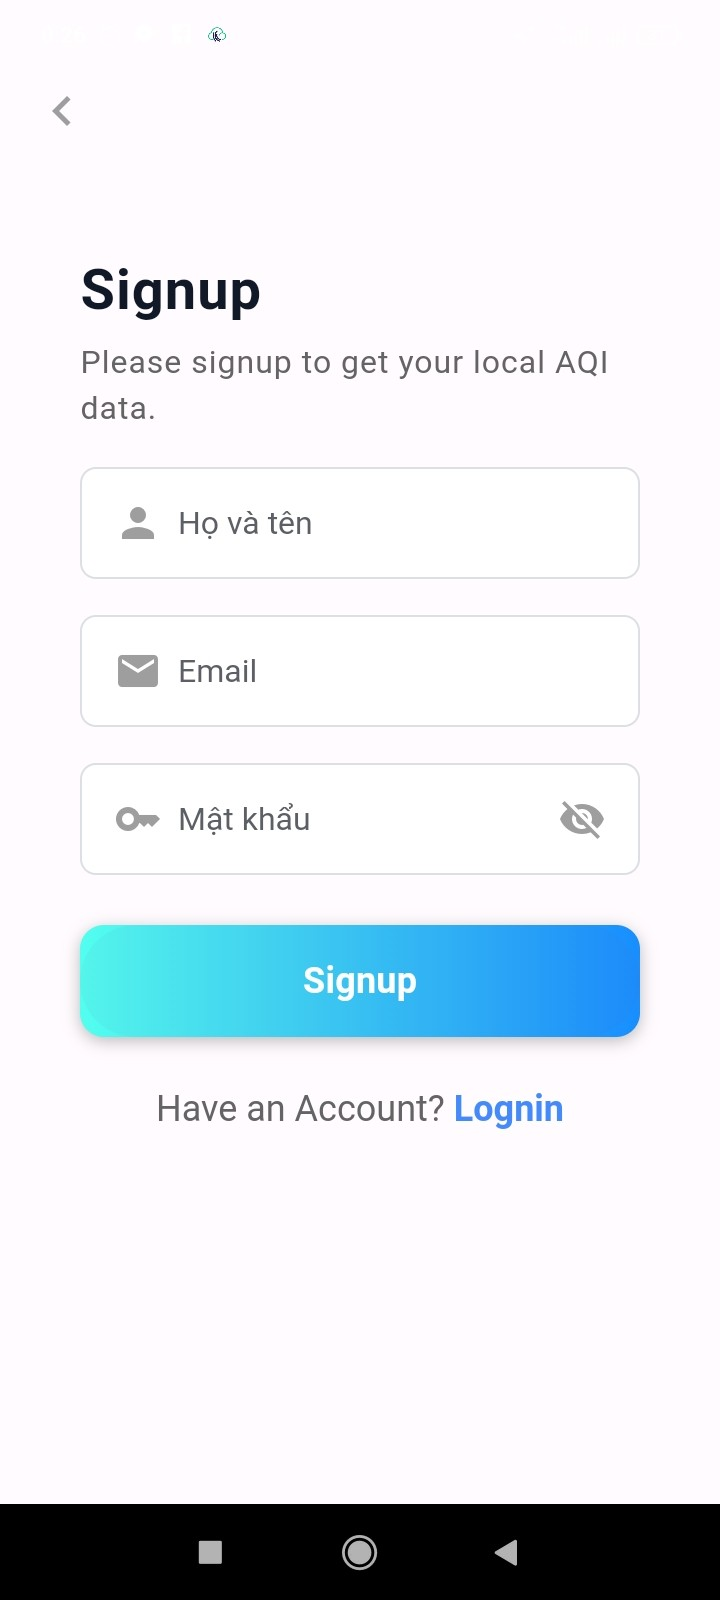 Signup
Please signup to get your local AQI
data.
Họ và tên
Email
Mật khẩu
Signup
Have an Account? Lognin